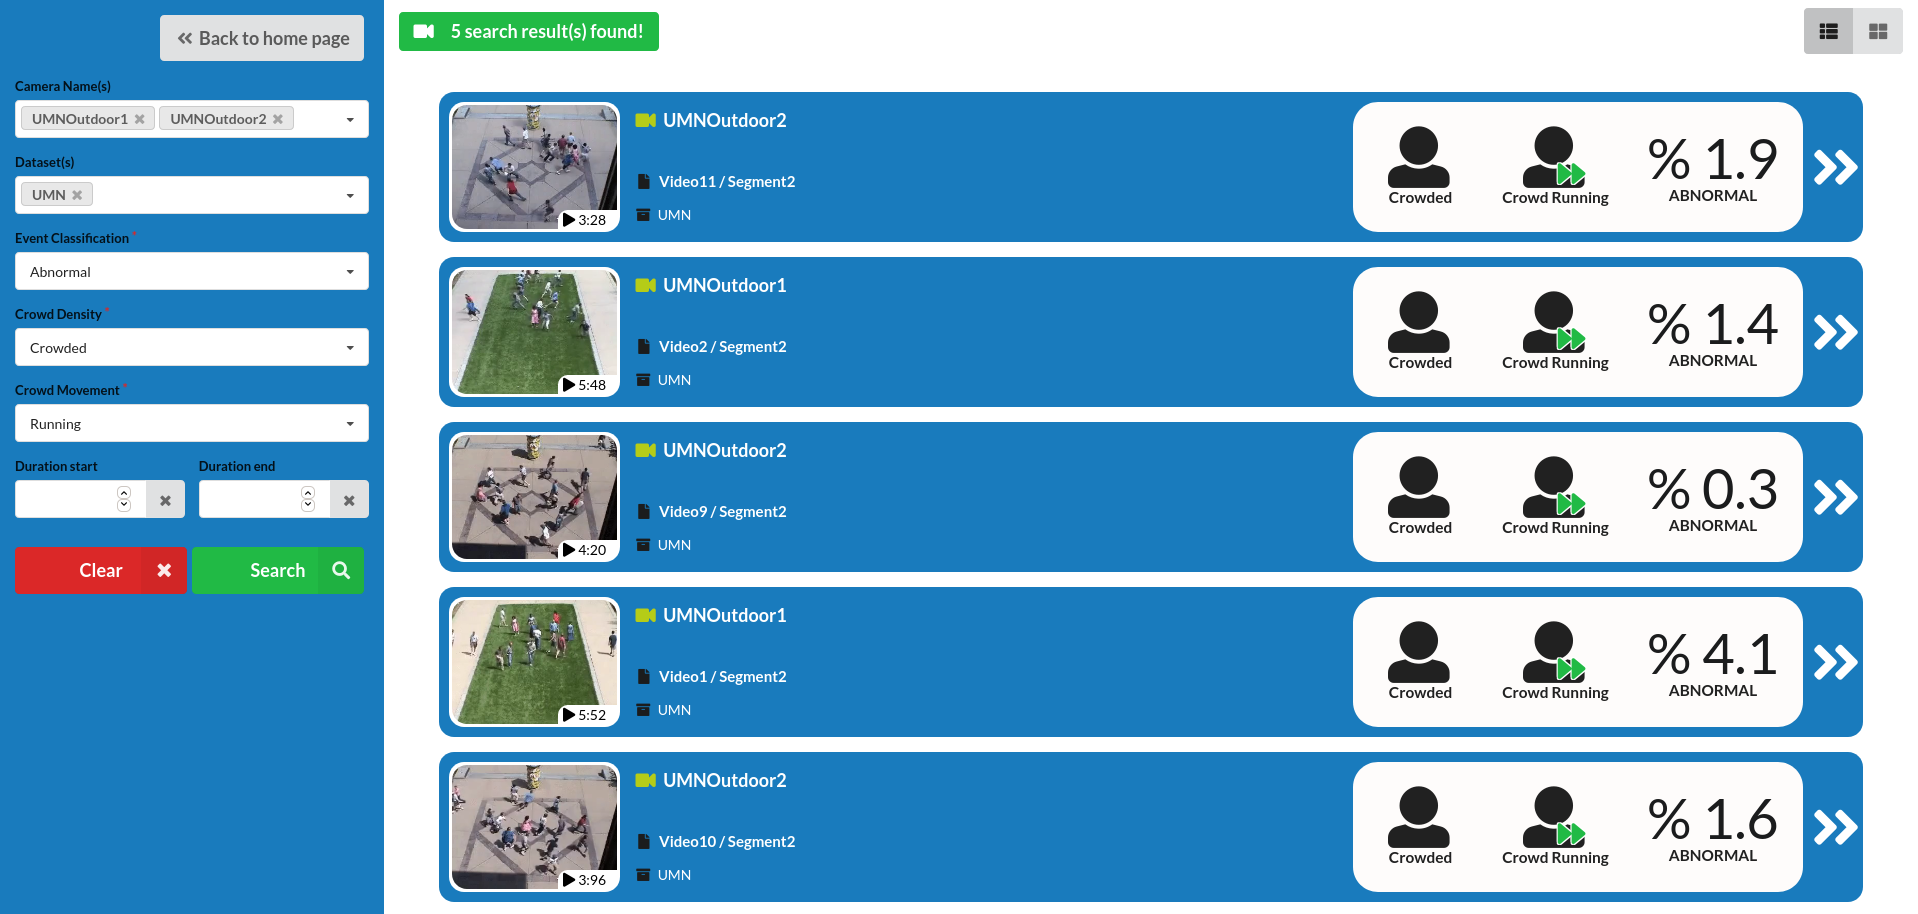 Back to home page
Camera Name(s)
UMNOutdoor1 UMNOutdoor2
Dataset(s)
UMN
Event Classification *
Abnormal
Crowd Density *
Crowded
Crowd Movement *
Running
Duration start Duration end
Clear Search
5 search result(s) found!
UMNOutdoor2
Video11 / Segment2
UMN
3:28
Crowded
Crowd Running
% 1.9
ABNORMAL
UMNOutdoor1
Video2 / Segment2
UMN
5:48
Crowded
Crowd Running
% 1.4
ABNORMAL
UMNOutdoor2
Video9 / Segment2
UMN
4:20
Crowded
Crowd Running
% 0.3
ABNORMAL
UMNOutdoor1
Video1 / Segment2
UMN
5:52
Crowded
Crowd Running
% 4.1
ABNORMAL
UMNOutdoor2
Video10 / Segment2
UMN
3:96
Crowded
Crowd Running
% 1.6
ABNORMAL